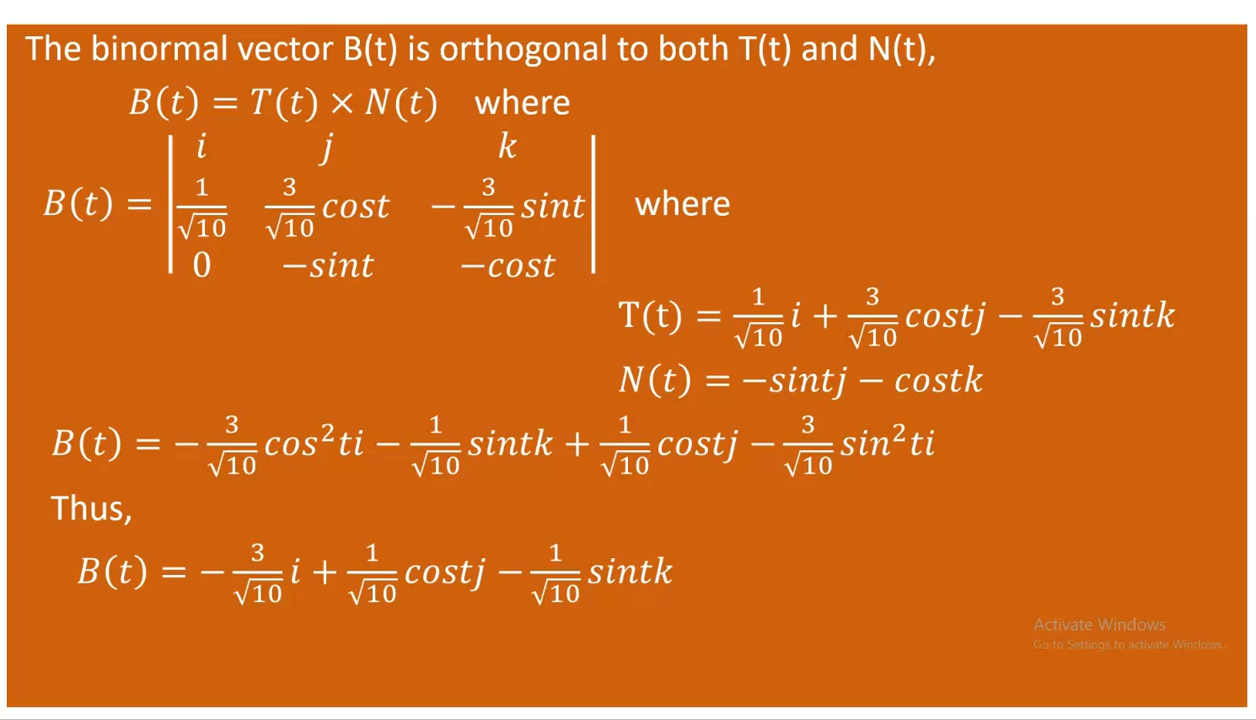 The binormal vector B(t) is orthogonal to both T(t) and N(t),
B(t) = T(t) × N(t) where
B(t) = | i j k |
| 1/√10 3/√10 cost −3/√10 sint | where
| 0 −sint −cost |
T(t) = 1/√10 i + 3/√10 costj − 3/√10 sintk
N(t) = −sintj − costk
B(t) = −3/√10 cos²ti − 1/√10 sintk + 1/√10 costj − 3/√10 sin²ti
Thus,
B(t) = −3/√10 i + 1/√10 costj − 1/√10 sintk
Activate Windows
Go to Settings to activate Windows.